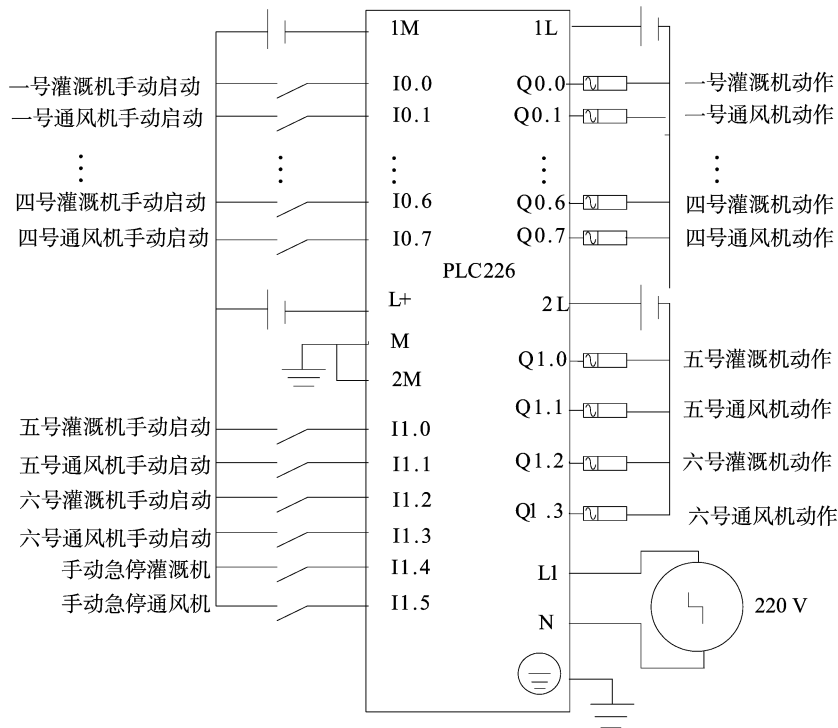 1M 1L
一号灌溉机手动启动 I0.0 Q0.0 一号灌溉机动作
一号通风机手动启动 I0.1 Q0.1 一号通风机动作
四号灌溉机手动启动 I0.6 Q0.6 四号灌溉机动作
四号通风机手动启动 I0.7 Q0.7 四号通风机动作
PLC226
L+ 2L
M
2M
Q1.0 五号灌溉机动作
五号灌溉机手动启动 I1.0 Q1.1 五号通风机动作
五号通风机手动启动 I1.1 Q1.2 六号灌溉机动作
六号灌溉机手动启动 I1.2 Q1.3 六号通风机动作
六号通风机手动启动 I1.3
手动急停灌溉机 I1.4 L1
手动急停通风机 I1.5 N 220 V